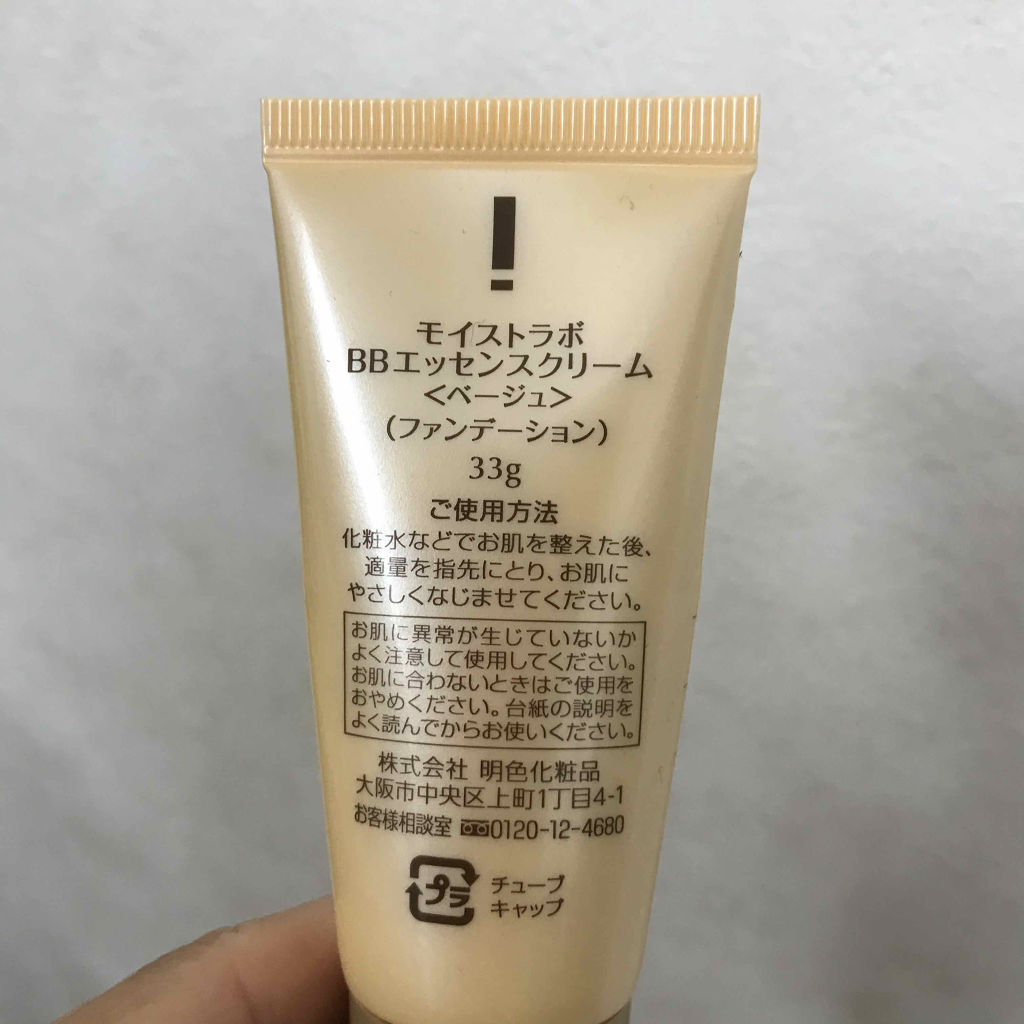 モイストラボ
BBエッセンスクリーム
<ベージュ>
(ファンデーション)
33g
ご使用方法
化粧水などでお肌を整えた後、
適量を指先にとり、お肌に
やさしくなじませてください。
お肌に異常が生じていないか
よく注意して使用してください。
お肌に合わないときはご使用を
おやめください。台紙の説明を
よく読んでからお使いください。
株式会社 明色化粧品
大阪市中央区上町1丁目4-1
お客様相談室 0120-12-4680
プラ チューブ
キャップ